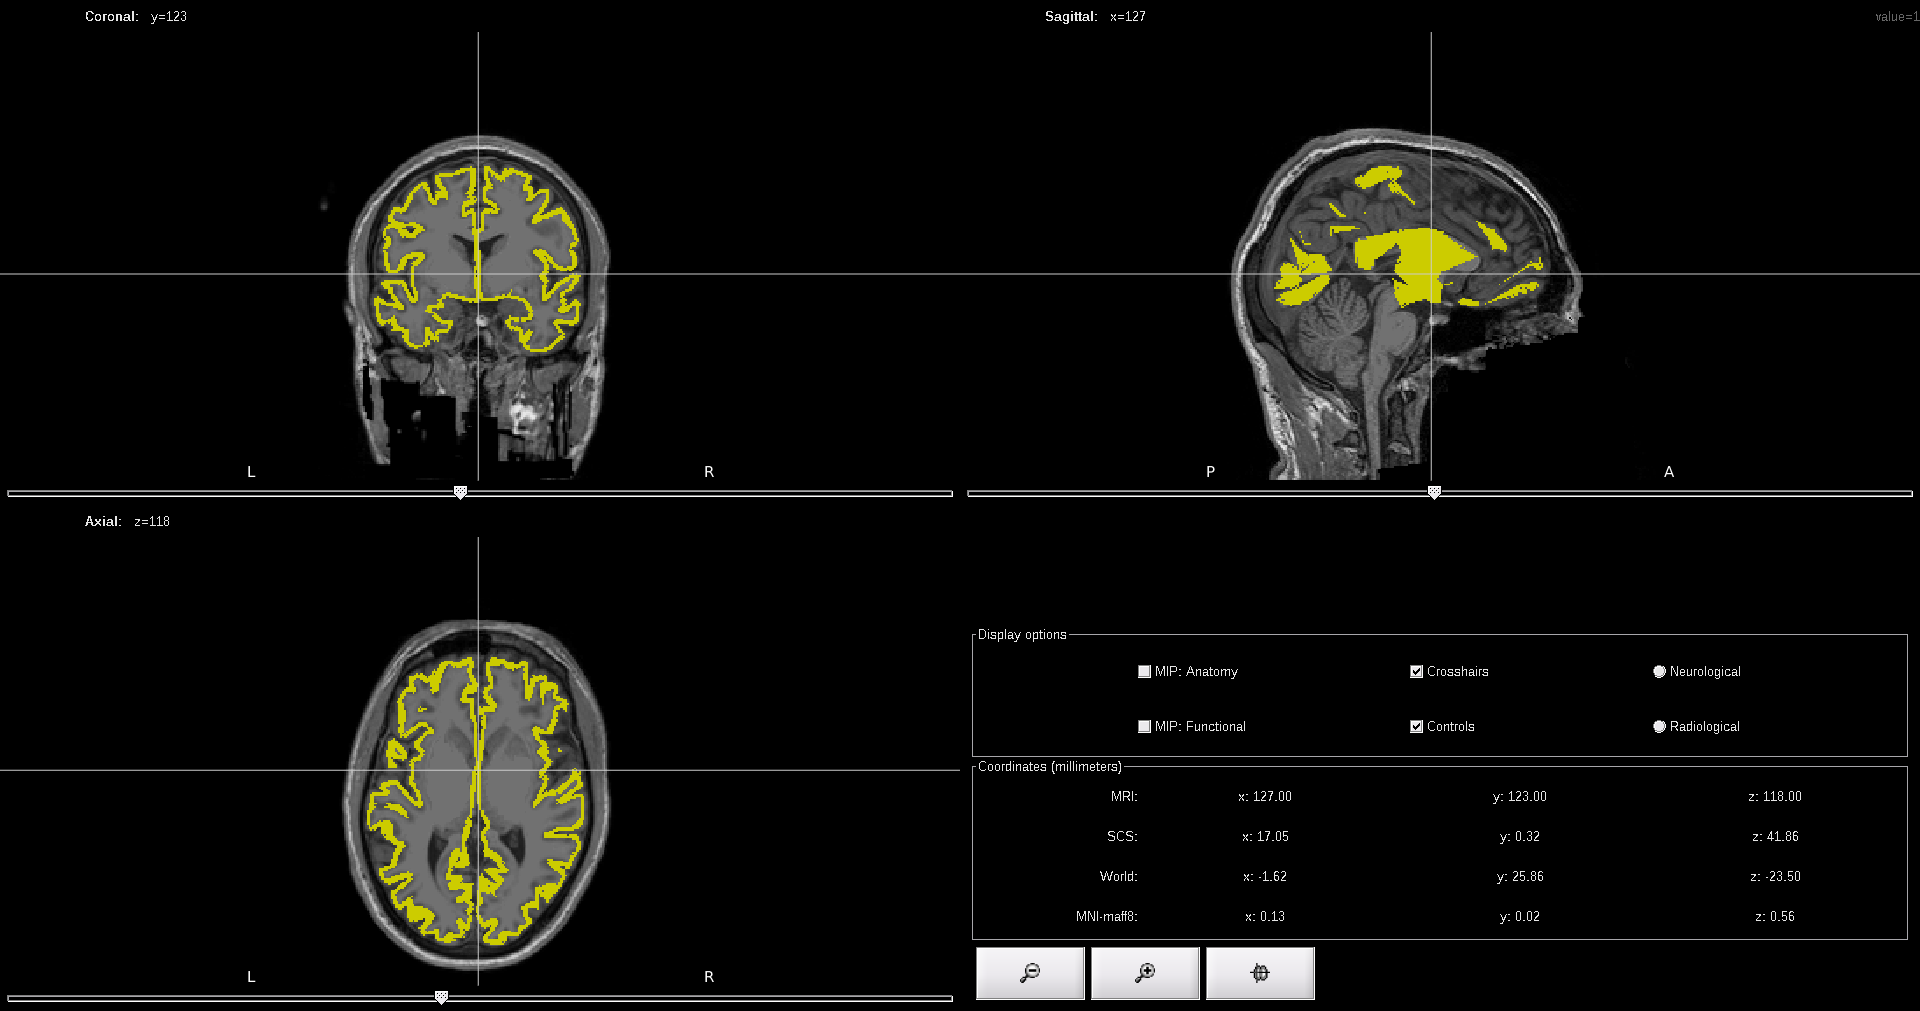 Coronal: y=123
Sagittal: x=127
value=1
L
R
P
A
Axial: z=118
L
R
Display options
MIP: Anatomy
Crosshairs
Neurological
MIP: Functional
Controls
Radiological
Coordinates (millimeters)
MRI: x: 127.00 y: 123.00 z: 118.00
SCS: x: 17.05 y: 0.32 z: 41.86
World: x: -1.62 y: 25.86 z: -23.50
MNI-maff8: x: 0.13 y: 0.02 z: 0.56